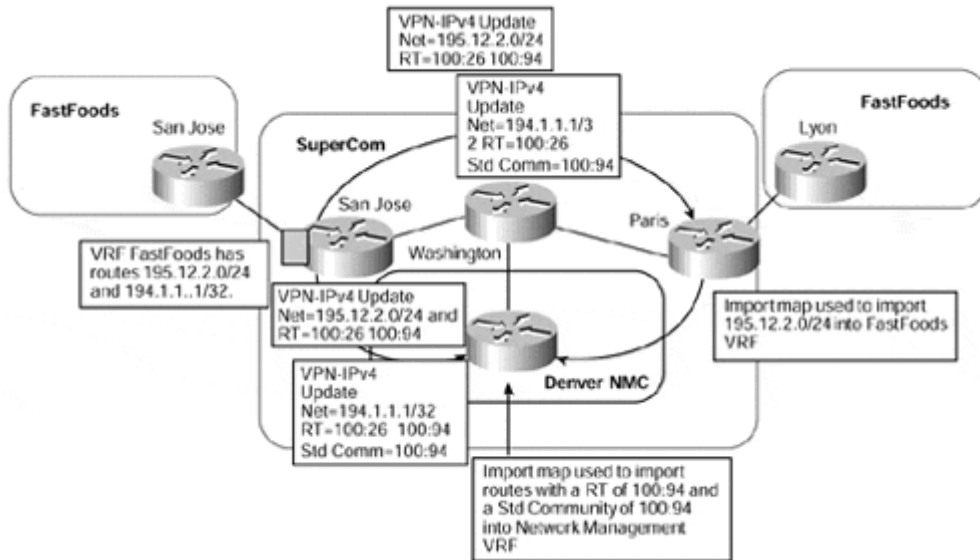 VPN-IPv4 Update
Net=195.12.2.0/24
RT=100:26 100:94
VPN-IPv4
Update
Net=194.1.1.1/3
2 RT=100:26
Std Comm=100:94
FastFoods
San Jose
SuperCom
FastFoods
Lyon
San Jose
Washington
Paris
VRF FastFoods has
routes 195.12.2.0/24
and 194.1.1..1/32.
VPN-IPv4 Update
Net=195.12.2.0/24 and
RT=100:26 100:94
Import map used to import
195.12.2.0/24 into FastFoods
VRF
Denver NMC
VPN-IPv4
Update
Net=194.1.1.1/32
RT=100:26 100:94
Std Comm=100:94
Import map used to import
routes with a RT of 100:94 and
a Std Community of 100:94
into Network Management
VRF